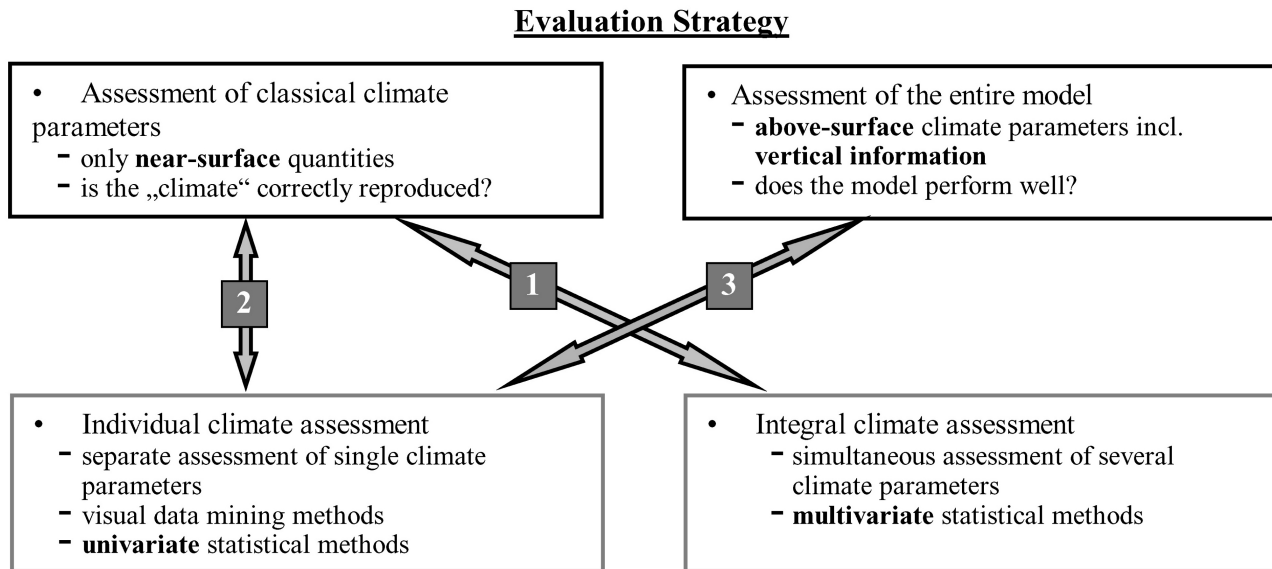 Evaluation Strategy
• Assessment of classical climate
parameters
- only near-surface quantities
- is the „climate“ correctly reproduced?
• Assessment of the entire model
- above-surface climate parameters incl.
vertical information
- does the model perform well?
2
1
3
• Individual climate assessment
- separate assessment of single climate
parameters
- visual data mining methods
- univariate statistical methods
• Integral climate assessment
- simultaneous assessment of several
climate parameters
- multivariate statistical methods